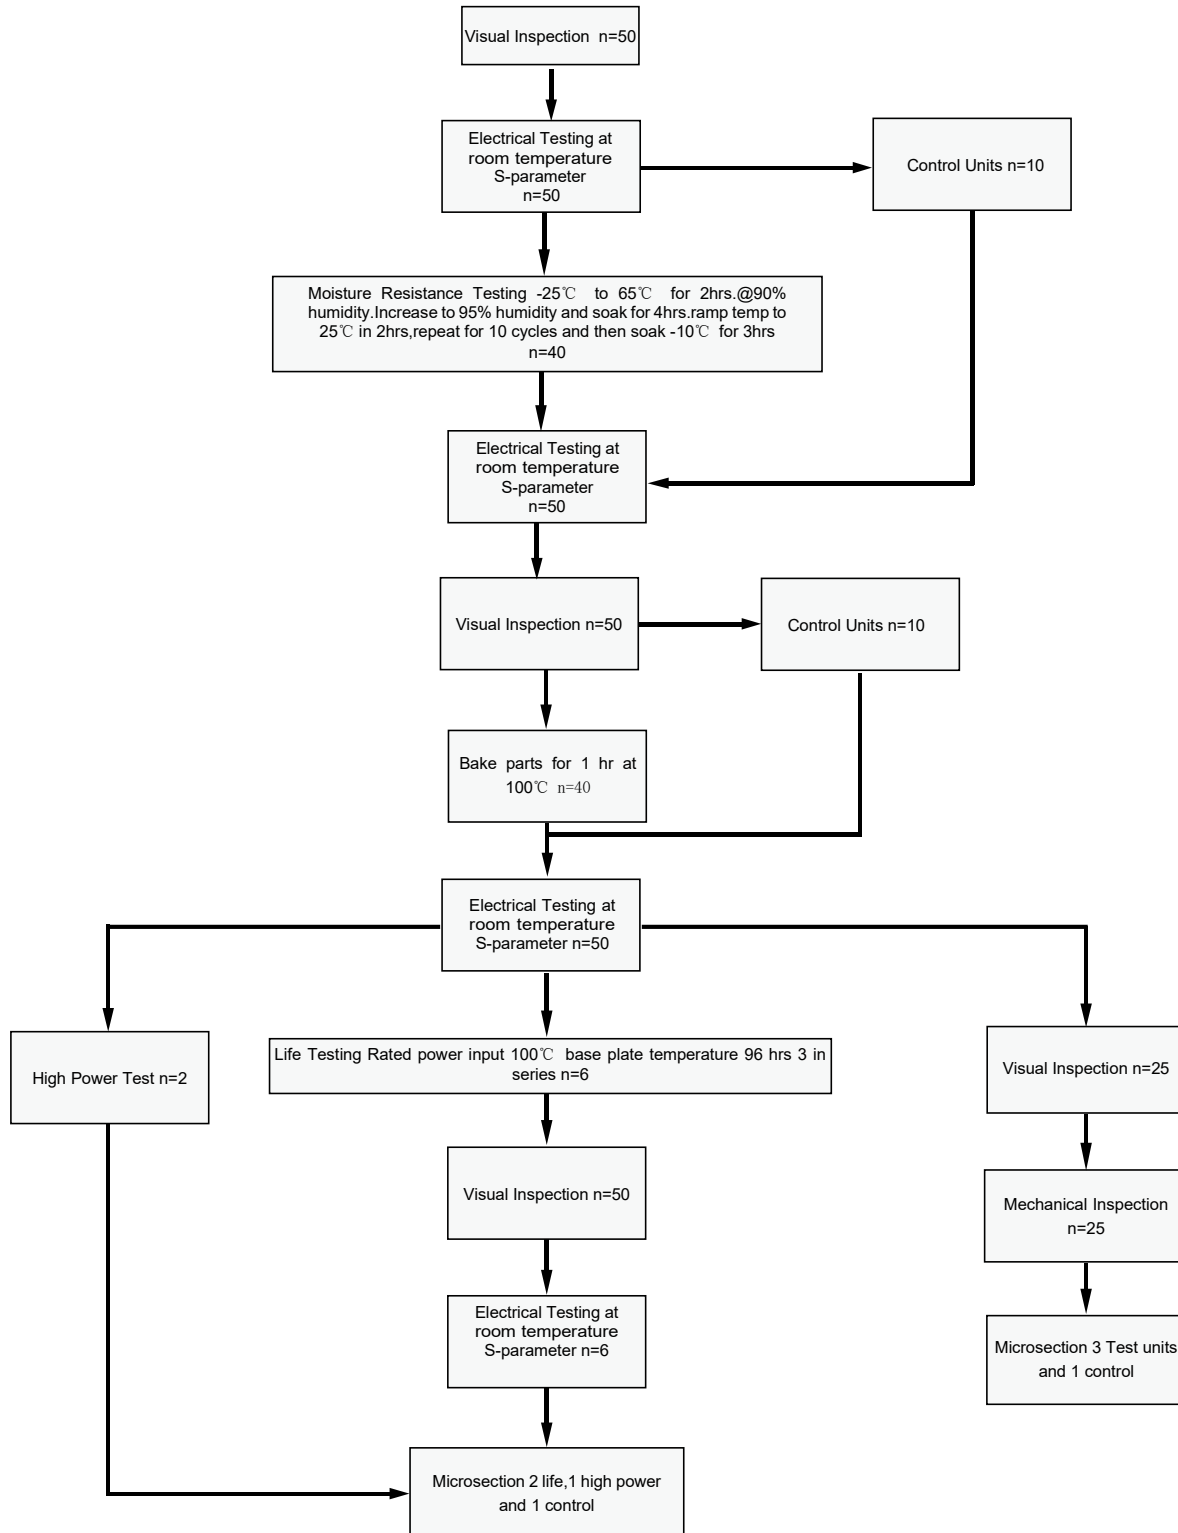 Visual Inspection n=50
Electrical Testing at
room temperature
S-parameter
n=50
Control Units n=10
Moisture Resistance Testing -25℃ to 65℃ for 2hrs.@90%
humidity.Increase to 95% humidity and soak for 4hrs.ramp temp to
25℃ in 2hrs,repeat for 10 cycles and then soak -10℃ for 3hrs
n=40
Electrical Testing at
room temperature
S-parameter
n=50
Visual Inspection n=50
Control Units n=10
Bake parts for 1 hr at
100℃ n=40
Electrical Testing at
room temperature
S-parameter n=50
High Power Test n=2
Life Testing Rated power input 100℃ base plate temperature 96 hrs 3 in
series n=6
Visual Inspection n=25
Visual Inspection n=50
Mechanical Inspection
n=25
Electrical Testing at
room temperature
S-parameter n=6
Microsection 3 Test units
and 1 control
Microsection 2 life,1 high power
and 1 control